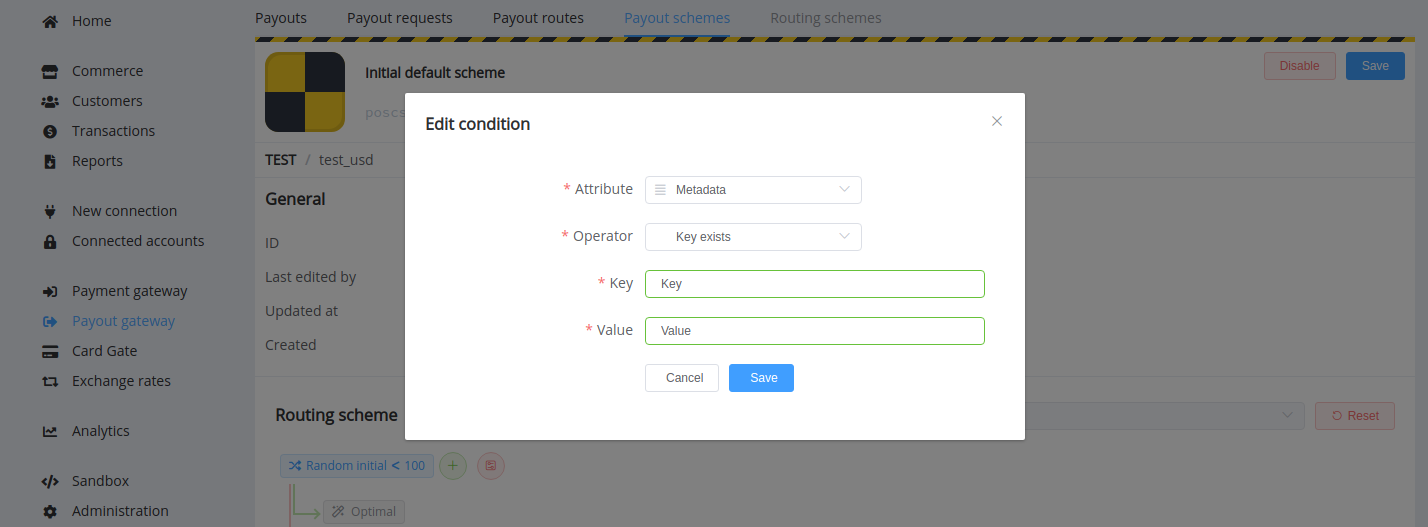 Home
Commerce
Customers
Transactions
Reports
New connection
Connected accounts
Payment gateway
Payout gateway
Card Gate
Exchange rates
Analytics
Sandbox
Administration
Payouts Payout requests Payout routes Payout schemes Routing schemes
Initial default scheme
Disable Save
TEST / test_usd
General
ID
Last edited by
Updated at
Created
Edit condition
* Attribute Metadata
* Operator Key exists
* Key Key
* Value Value
Cancel Save
Routing scheme
Reset
Random initial < 100
Optimal